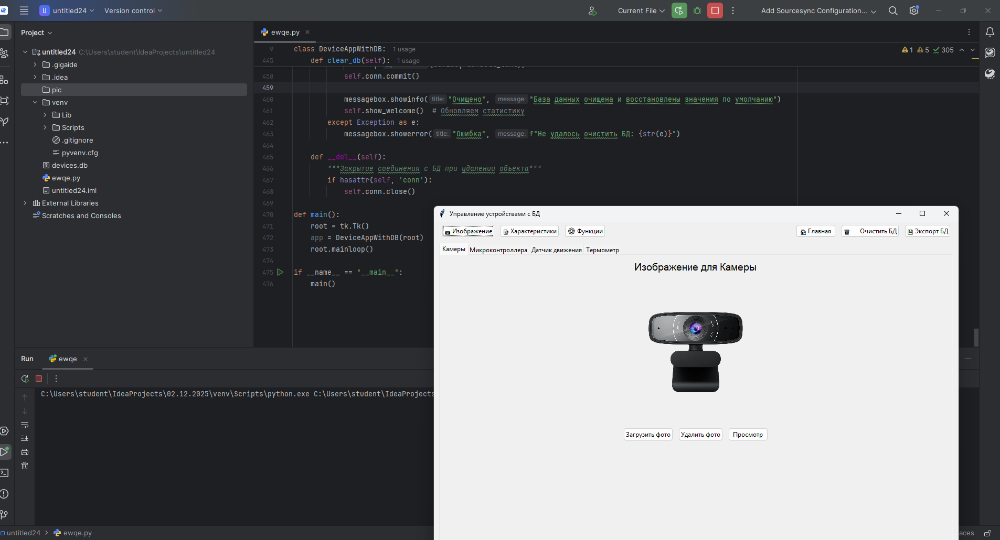 U untitled24 Version control Current File Add Sourcesync Configuration...
Project
untitled24 C:\Users\student\IdeaProjects\untitled24
.gigaide
.idea
pic
venv
Lib
Scripts
.gitignore
pyvenv.cfg
devices.db
ewqe.py
untitled24.iml
External Libraries
Scratches and Consoles
ewqe.py
1 5 305
9 class DeviceAppWithDB: 1 usage
445 def clear_db(self): 1 usage
458 self.conn.commit()
459
460 messagebox.showinfo( title: "Очищено", message: "База данных очищена и восстановлены значения по умолчанию")
461 self.show_welcome() # Обновляем статистику
462 except Exception as e:
463 messagebox.showerror( title: "Ошибка", message: f"Не удалось очистить БД: {str(e)}")
464
465 def __del__(self):
466 """Закрытие соединения с БД при удалении объекта"""
467 if hasattr(self, 'conn'):
468 self.conn.close()
469
470 def main():
471 root = tk.Tk()
472 app = DeviceAppWithDB(root)
473 root.mainloop()
474
475 if __name__ == "__main__":
476 main()
Управление устройствами с БД
Изображение Характеристики Функции Главная Очистить БД Экспорт БД
Камеры Микроконтроллера Датчик движения Термометр
Изображение для Камеры
Загрузить фото Удалить фото Просмотр
Run ewqe
C:\Users\student\IdeaProjects\02.12.2025\venv\Scripts\python.exe C:\Users\student\IdeaProjects
untitled24 > ewqe.py
aces